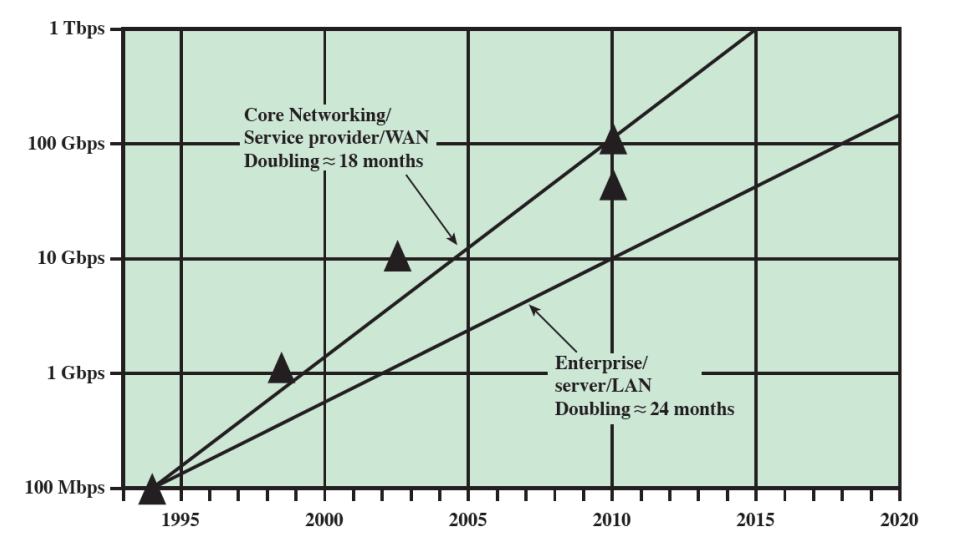 1 Tbps
Core Networking/
Service provider/WAN
Doubling ≈ 18 months
100 Gbps
10 Gbps
1 Gbps
Enterprise/
server/LAN
Doubling ≈ 24 months
100 Mbps
1995 2000 2005 2010 2015 2020